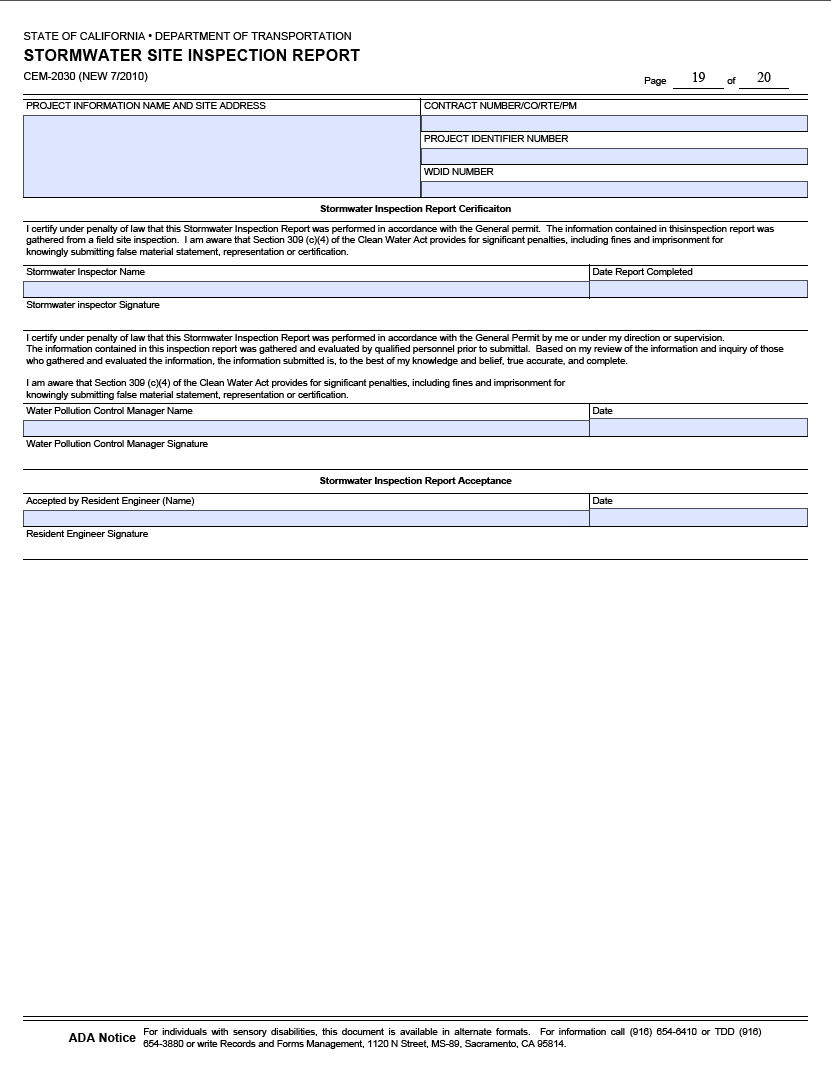 STATE OF CALIFORNIA • DEPARTMENT OF TRANSPORTATION
STORMWATER SITE INSPECTION REPORT
CEM-2030 (NEW 7/2010)
Page 19 of 20
PROJECT INFORMATION NAME AND SITE ADDRESS
CONTRACT NUMBER/CO/RTE/PM
PROJECT IDENTIFIER NUMBER
WDID NUMBER
Stormwater Inspection Report Cerificaiton
I certify under penalty of law that this Stormwater Inspection Report was performed in accordance with the General permit. The information contained in thisinspection report was
gathered from a field site inspection. I am aware that Section 309 (c)(4) of the Clean Water Act provides for significant penalties, including fines and imprisonment for
knowingly submitting false material statement, representation or certification.
Stormwater Inspector Name Date Report Completed
Stormwater inspector Signature
I certify under penalty of law that this Stormwater Inspection Report was performed in accordance with the General Permit by me or under my direction or supervision.
The information contained in this inspection report was gathered and evaluated by qualified personnel prior to submittal. Based on my review of the information and inquiry of those
who gathered and evaluated the information, the information submitted is, to the best of my knowledge and belief, true accurate, and complete.
I am aware that Section 309 (c)(4) of the Clean Water Act provides for significant penalties, including fines and imprisonment for
knowingly submitting false material statement, representation or certification.
Water Pollution Control Manager Name Date
Water Pollution Control Manager Signature
Stormwater Inspection Report Acceptance
Accepted by Resident Engineer (Name) Date
Resident Engineer Signature
ADA Notice For individuals with sensory disabilities, this document is available in alternate formats. For information call (916) 654-6410 or TDD (916)
654-3880 or write Records and Forms Management, 1120 N Street, MS-89, Sacramento, CA 95814.